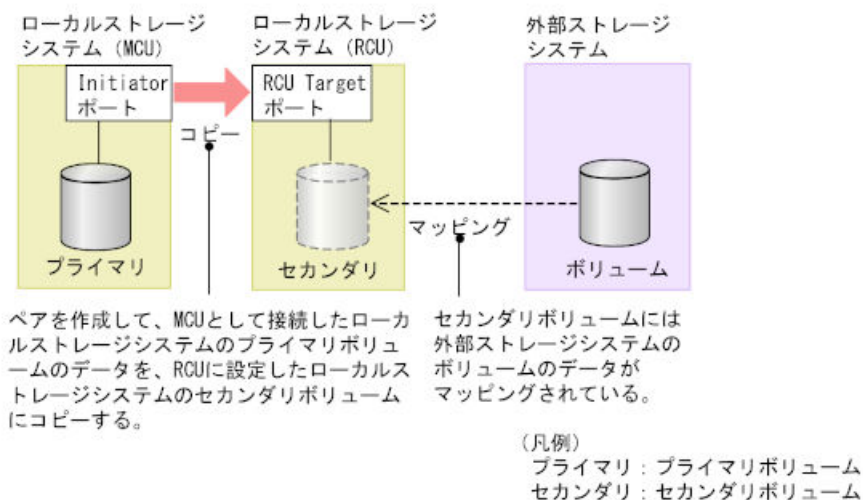 ローカルストレージ
システム（MCU）
ローカルストレージ
システム（RCU）
外部ストレージ
システム
Initiator
ポート
RCU Target
ポート
コピー
マッピング
プライマリ
セカンダリ
ボリューム
ペアを作成して、MCUとして接続したローカ
ルストレージシステムのプライマリボリュ
ームのデータを、RCUに設定したローカルス
トレージシステムのセカンダリボリューム
にコピーする。
セカンダリボリュームには
外部ストレージシステムの
ボリュームのデータが
マッピングされている。
（凡例）
プライマリ：プライマリボリューム
セカンダリ：セカンダリボリューム